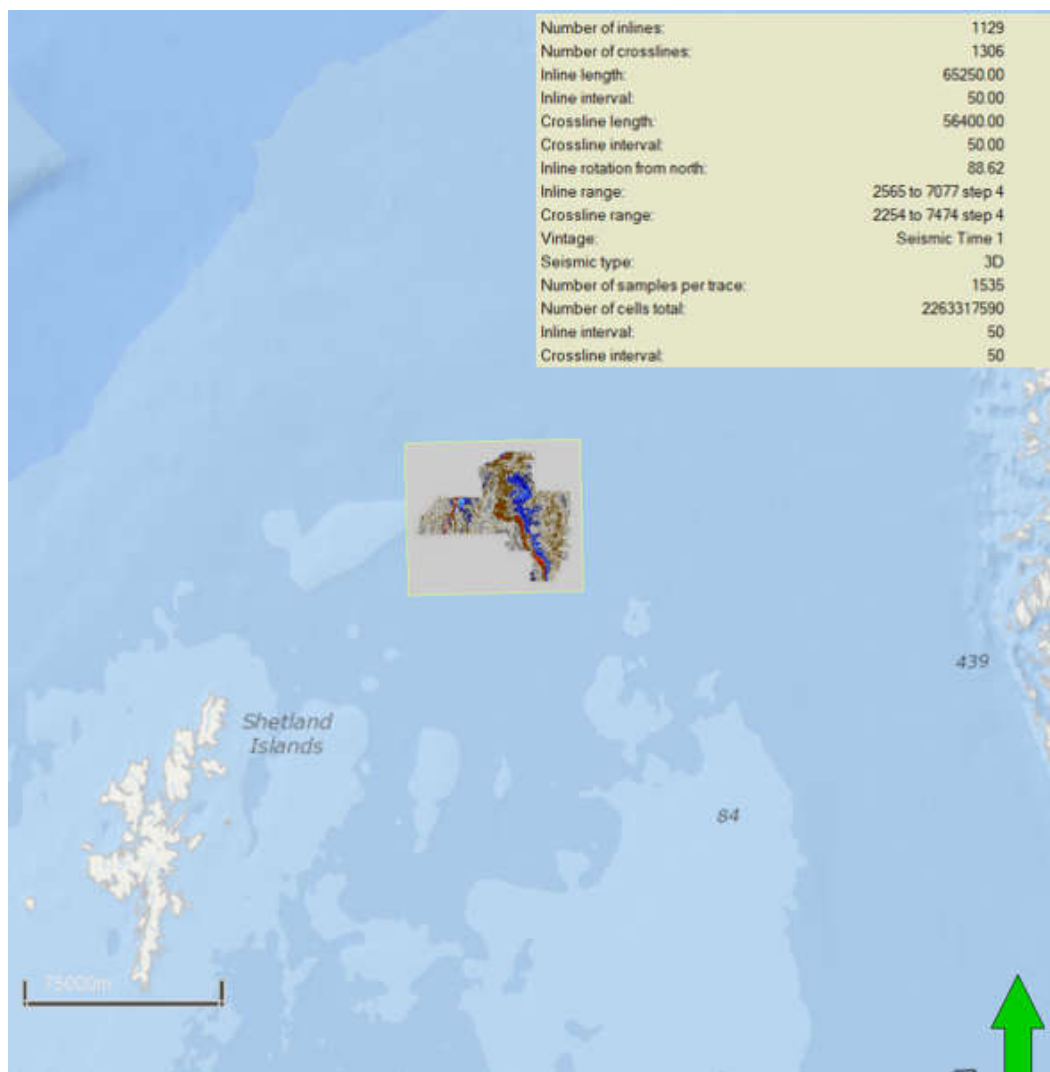 Number of inlines: 1129
Number of crosslines: 1306
Inline length: 65250.00
Inline interval: 50.00
Crossline length: 56400.00
Crossline interval: 50.00
Inline rotation from north: 88.62
Inline range: 2565 to 7077 step 4
Crossline range: 2254 to 7474 step 4
Vintage: Seismic Time 1
Seismic type: 3D
Number of samples per trace: 1535
Number of cells total: 2263317590
Inline interval: 50
Crossline interval: 50
439
Shetland
Islands
84
75000m